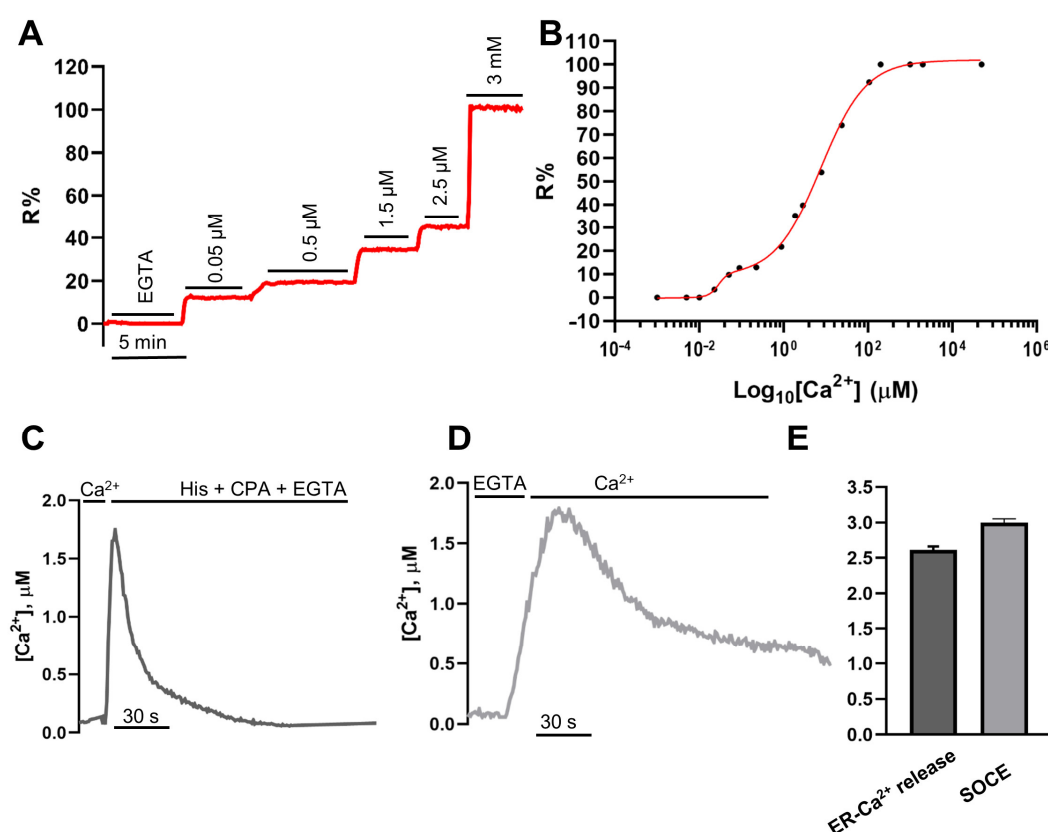 A
R%
120
100
80
60
40
20
0
EGTA
0.05 µM
0.5 µM
1.5 µM
2.5 µM
3 mM
5 min
B
R%
110
100
90
80
70
60
50
40
30
20
10
0
-10
10⁻⁴
10⁻²
10⁰
10²
10⁴
10⁶
Log₁₀[Ca²⁺] (µM)
C
[Ca²⁺], µM
2.0
1.5
1.0
0.5
0.0
Ca²⁺
His + CPA + EGTA
30 s
D
[Ca²⁺], µM
2.0
1.5
1.0
0.5
0.0
EGTA
Ca²⁺
30 s
E
3.5
3.0
2.5
2.0
1.5
1.0
0.5
0.0
ER-Ca²⁺ release
SOCE